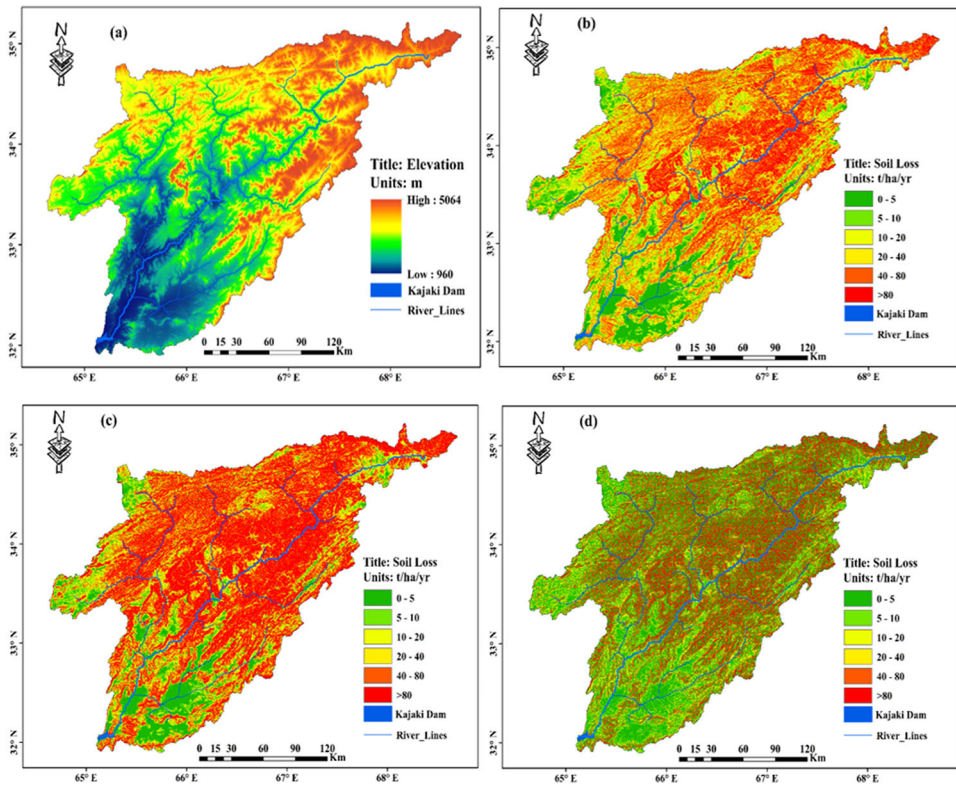 N
(a)
35° N
34° N
33° N
32° N
Title: Elevation
Units: m
High : 5064
Low : 960
Kajaki Dam
River_Lines
0 15 30 60 90 120
Km
65° E 66° E 67° E 68° E
N
(b)
35° N
34° N
33° N
32° N
Title: Soil Loss
Units: t/ha/yr
0 - 5
5 - 10
10 - 20
20 - 40
40 - 80
>80
Kajaki Dam
River_Lines
0 15 30 60 90 120
Km
65° E 66° E 67° E 68° E
N
(c)
35° N
34° N
33° N
32° N
Title: Soil Loss
Units: t/ha/yr
0 - 5
5 - 10
10 - 20
20 - 40
40 - 80
>80
Kajaki Dam
River_Lines
0 15 30 60 90 120
Km
65° E 66° E 67° E 68° E
N
(d)
35° N
34° N
33° N
32° N
Title: Soil Loss
Units: t/ha/yr
0 - 5
5 - 10
10 - 20
20 - 40
40 - 80
>80
Kajaki Dam
River_Lines
0 15 30 60 90 120
Km
65° E 66° E 67° E 68° E